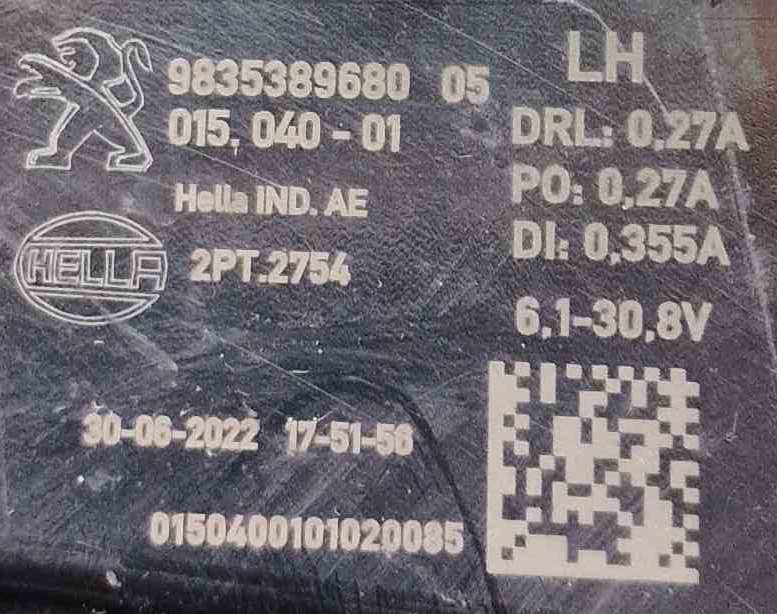 9835389680 05
015, 040-01
Hella IND. AE
HELLA
2PT.2754
LH
DRL: 0,27A
PO: 0,27A
DI: 0,355A
6,1-30,8V
30-06-2022 17-51-56
0150400101020085